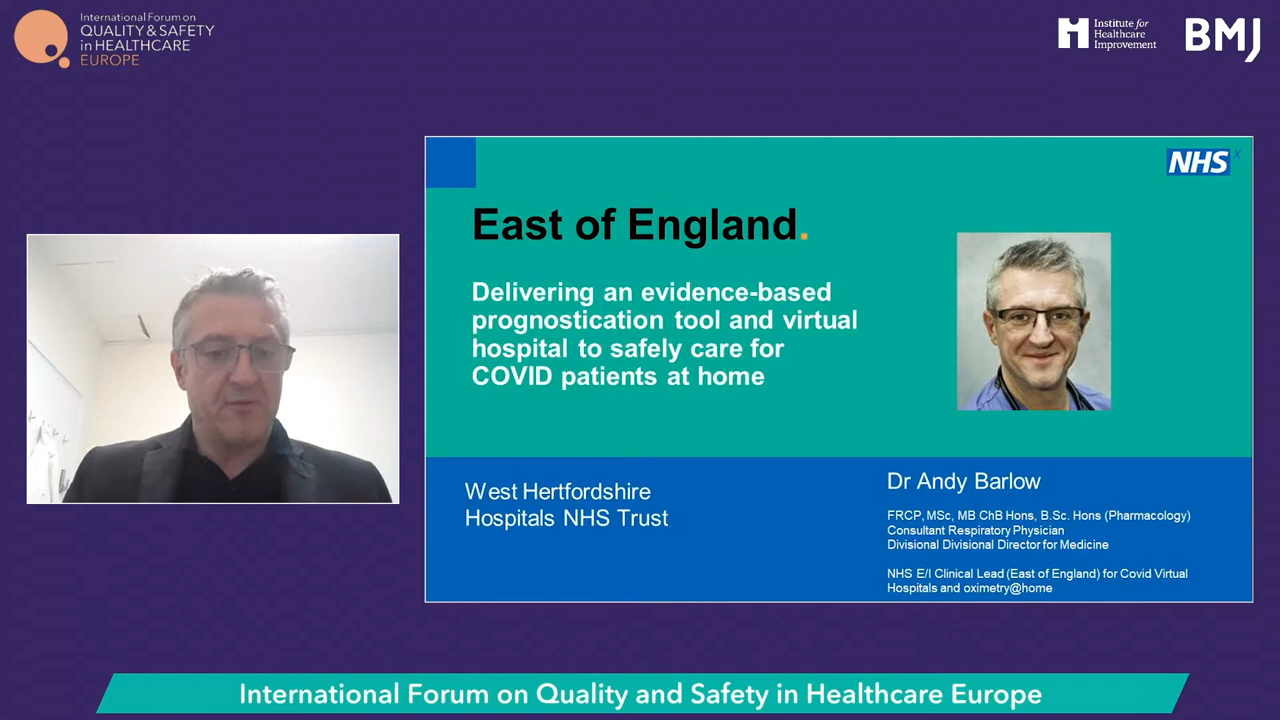 International Forum on
QUALITY & SAFETY
in HEALTHCARE
EUROPE
Institute for
Healthcare
Improvement
BMJ
NHSX
East of England.
Delivering an evidence-based
prognostication tool and virtual
hospital to safely care for
COVID patients at home
West Hertfordshire
Hospitals NHS Trust
Dr Andy Barlow
FRCP, MSc, MB ChB Hons, B.Sc. Hons (Pharmacology)
Consultant Respiratory Physician
Divisional Divisional Director for Medicine
NHS E/I Clinical Lead (East of England) for Covid Virtual
Hospitals and oximetry@home
International Forum on Quality and Safety in Healthcare Europe